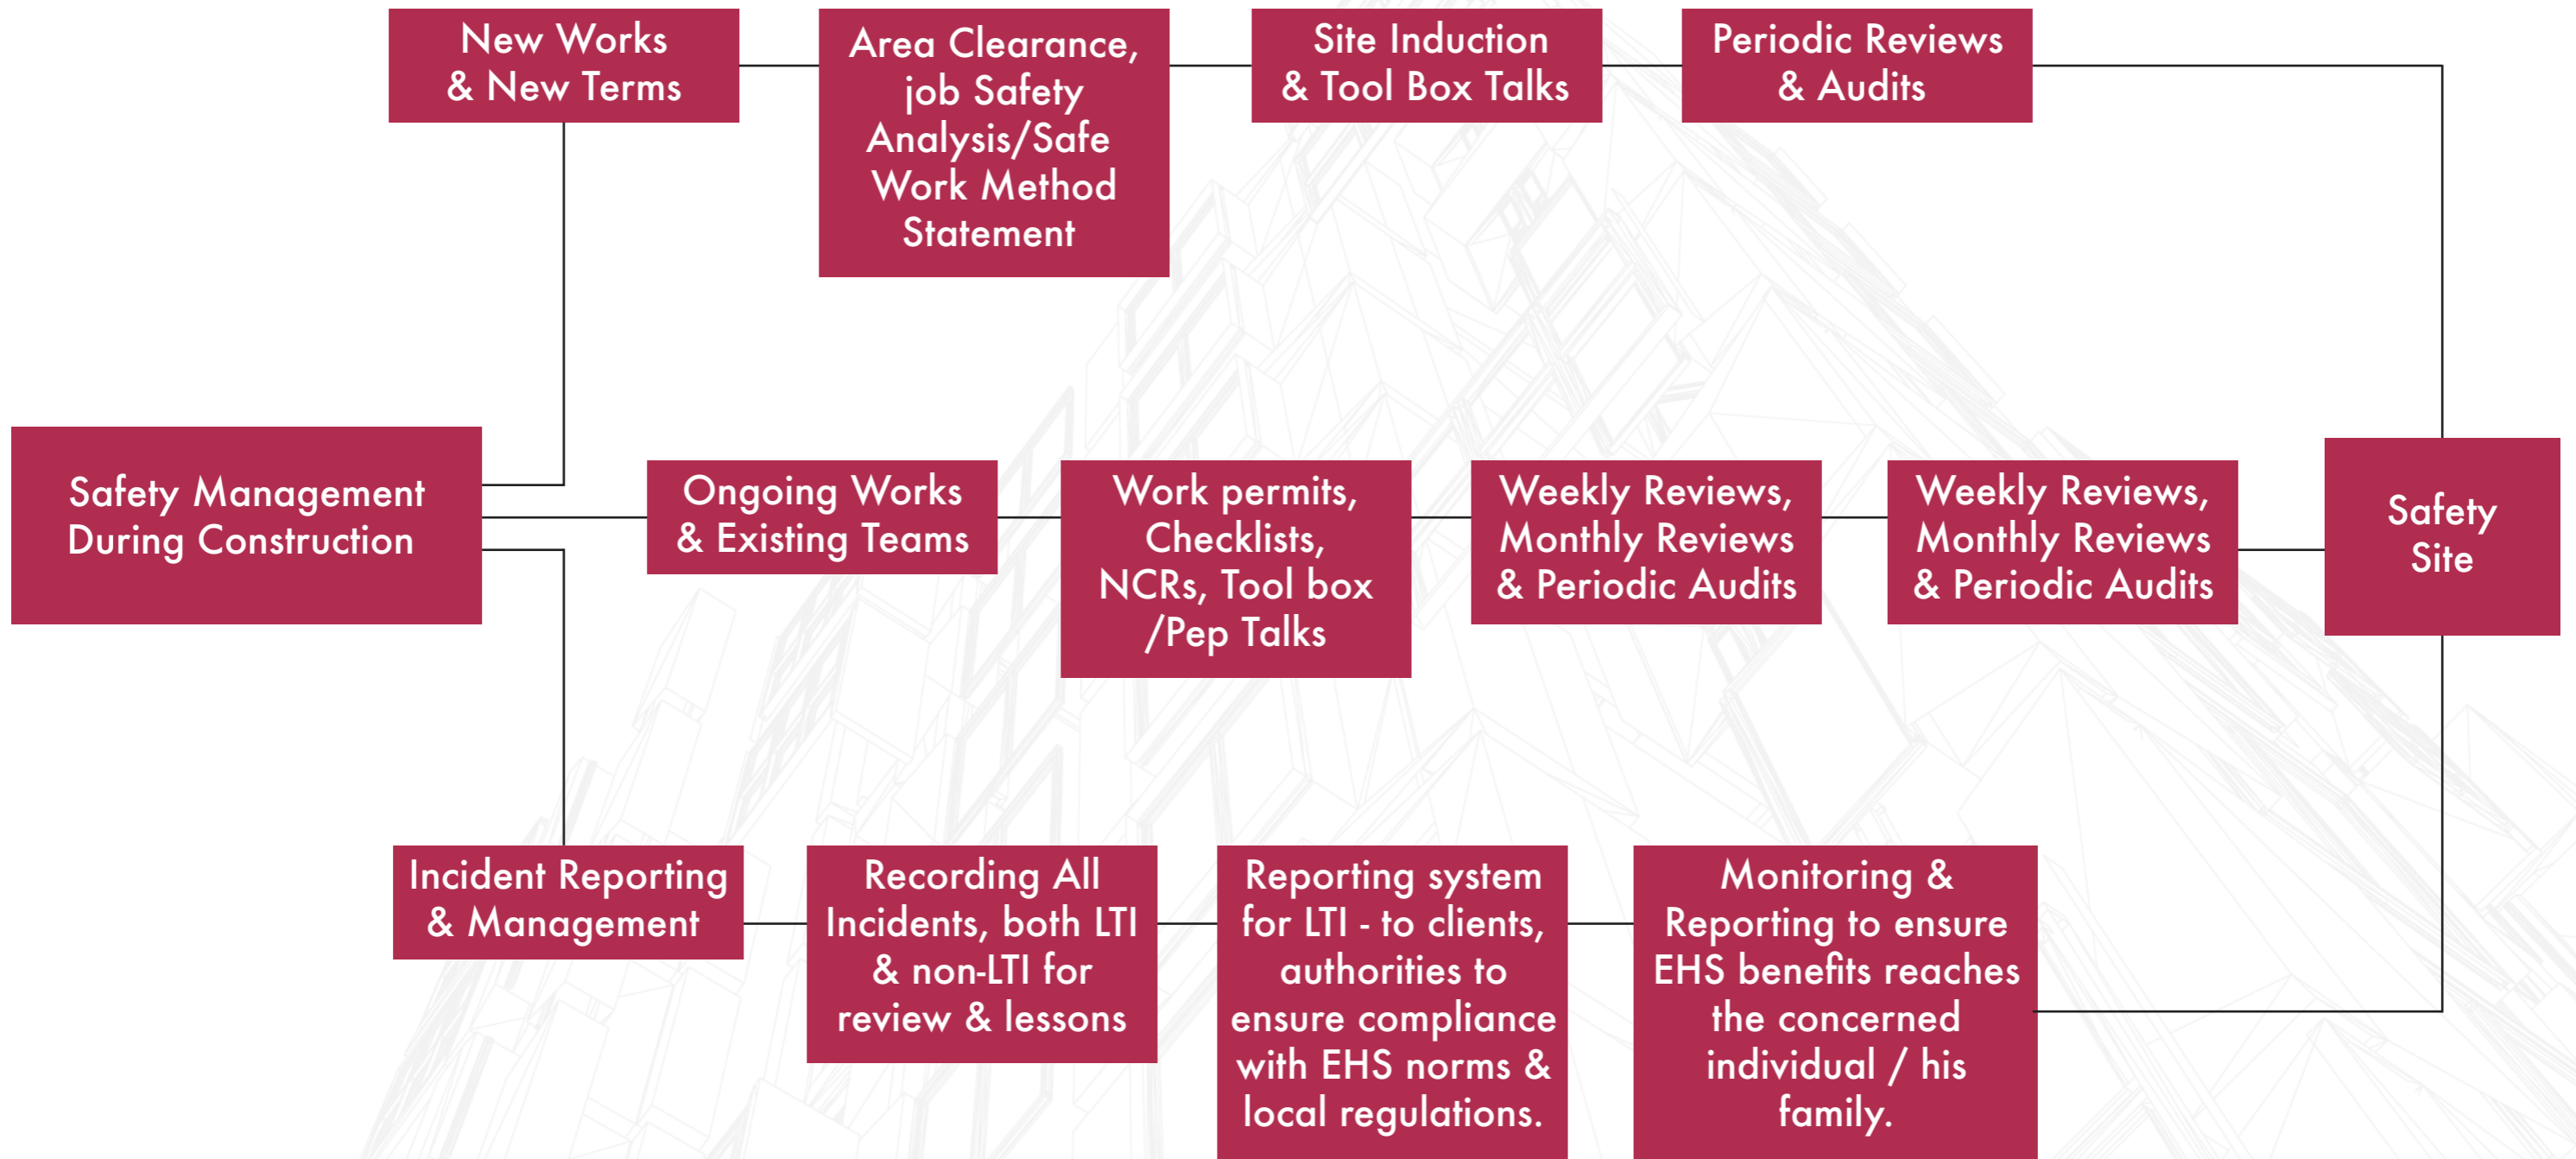 New Works
& New Terms
Area Clearance,
job Safety
Analysis/Safe
Work Method
Statement
Site Induction
& Tool Box Talks
Periodic Reviews
& Audits
Safety Management
During Construction
Ongoing Works
& Existing Teams
Work permits,
Checklists,
NCRs, Tool box
/Pep Talks
Weekly Reviews,
Monthly Reviews
& Periodic Audits
Weekly Reviews,
Monthly Reviews
& Periodic Audits
Safety
Site
Incident Reporting
& Management
Recording All
Incidents, both LTI
& non-LTI for
review & lessons
Reporting system
for LTI - to clients,
authorities to
ensure compliance
with EHS norms &
local regulations.
Monitoring &
Reporting to ensure
EHS benefits reaches
the concerned
individual / his
family.